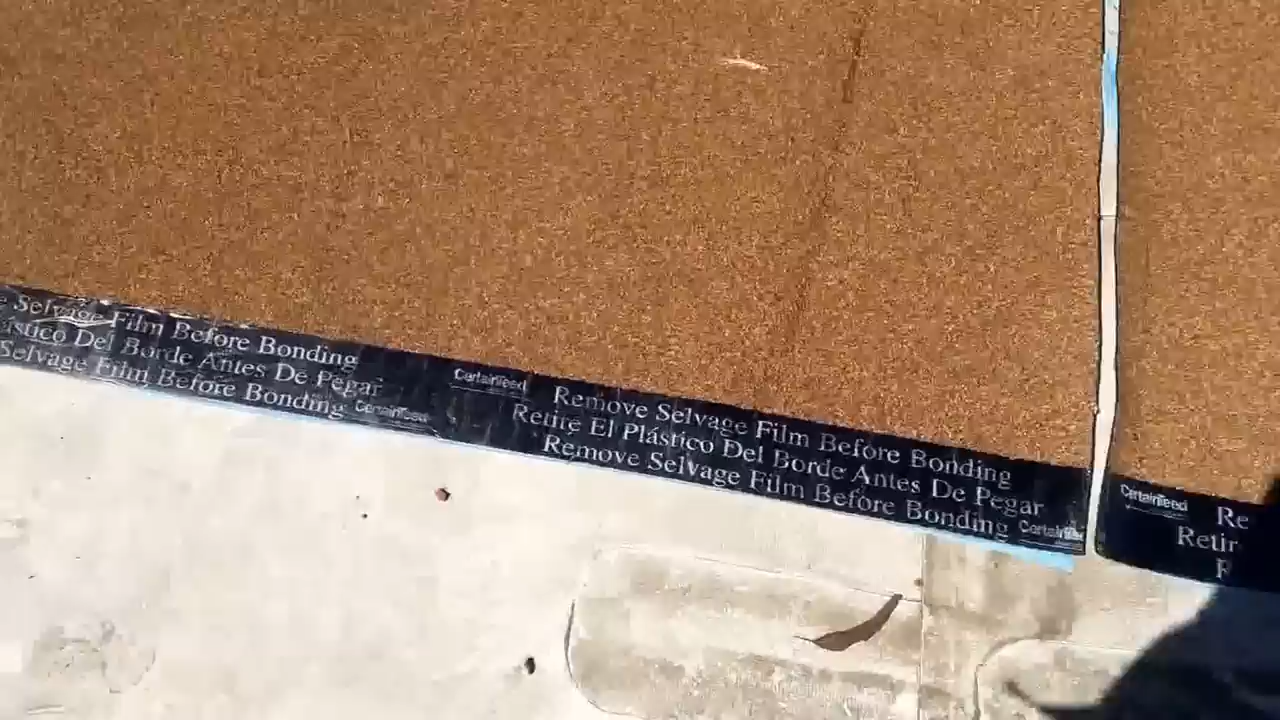 Selvage Film Before Bonding
ástico Del Borde Antes De Pegar
Selvage Film Before Bonding CertainTeed
CertainTeed Remove Selvage Film Before Bonding
Retire El Plástico Del Borde Antes De Pegar
Remove Selvage Film Before Bonding CertainTeed
CertainTeed Re
Retir
R